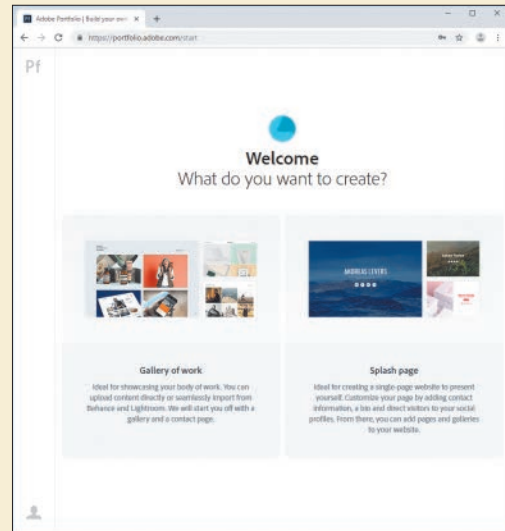 Adobe Portfolio | Build your own
https://portfolio.adobe.com/start
Pf
Welcome
What do you want to create?
ANDREAS LEVERS
Gallery of work
Ideal for showcasing your body of work. You can
upload content directly or seamlessly import from
Behance and Lightroom. We will start you off with a
gallery and a contact page.
Splash page
Ideal for creating a single-page website to present
yourself. Customize your page by adding contact
information, a bio and direct visitors to your social
profiles. From there, you can add pages and galleries
to your website.